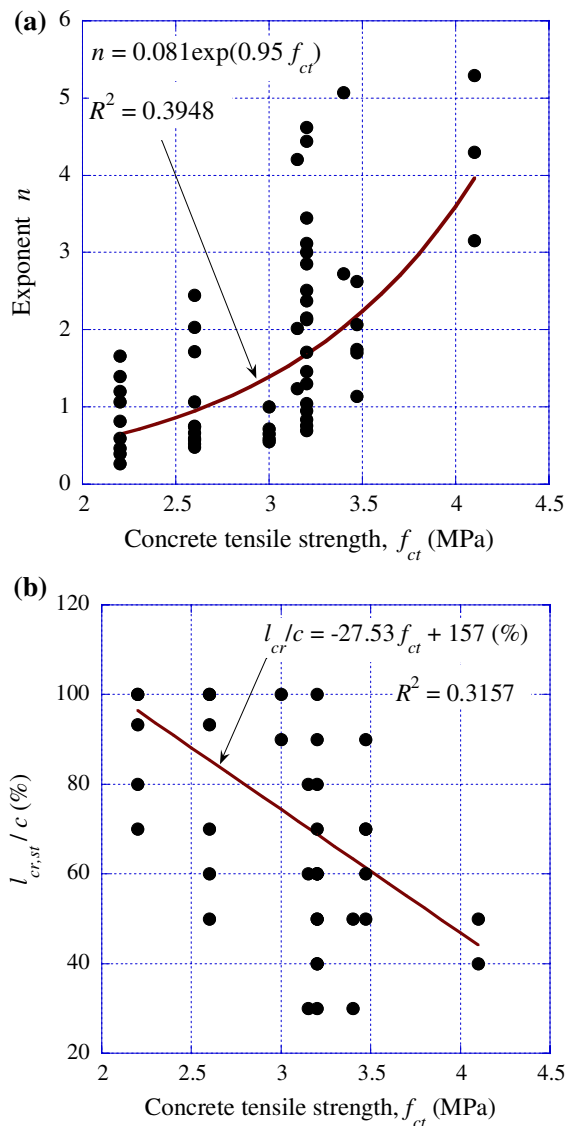 (a)
n = 0.081exp(0.95 f_ct)
R² = 0.3948
6
5
4
3
2
1
0
Exponent n
2 2.5 3 3.5 4 4.5
Concrete tensile strength, f_ct (MPa)
(b)
120
100
80
60
40
20
l_cr/c = -27.53 f_ct + 157 (%)
R² = 0.3157
l_cr,st / c (%)
2 2.5 3 3.5 4 4.5
Concrete tensile strength, f_ct (MPa)